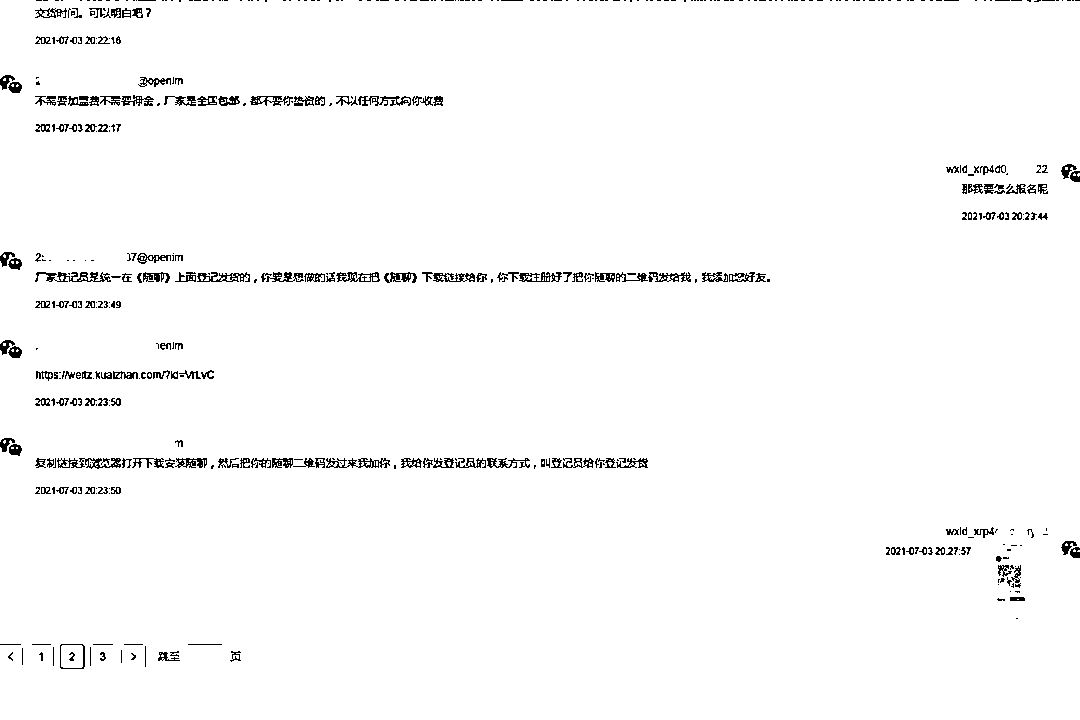 交货时间。可以明白吧？
2021-07-03 20:22:16
@openim
不需要加盟费不需要押金，厂家是全国包邮，都不要你垫资的，不以任何方式向你收费
2021-07-03 20:22:17
wxid_xrp4d0 22
那我要怎么报名呢
2021-07-03 20:23:44
37@openim
厂家登记员是统一在《随聊》上面登记发货的，你要是想做的话我现在把《随聊》下载链接给你，你下载注册好了把你随聊的二维码发给我，我添加您好友。
2021-07-03 20:23:49
enim
https://weitz.kuaizhan.com/?id=VrLvC
2021-07-03 20:23:50
m
复制链接到浏览器打开下载安装随聊，然后把你的随聊二维码发过来我加你，我给你发登记员的联系方式，叫登记员给你登记发货
2021-07-03 20:23:50
wxid_xrp4
2021-07-03 20:27:57
< 1 2 3 > 跳至 页